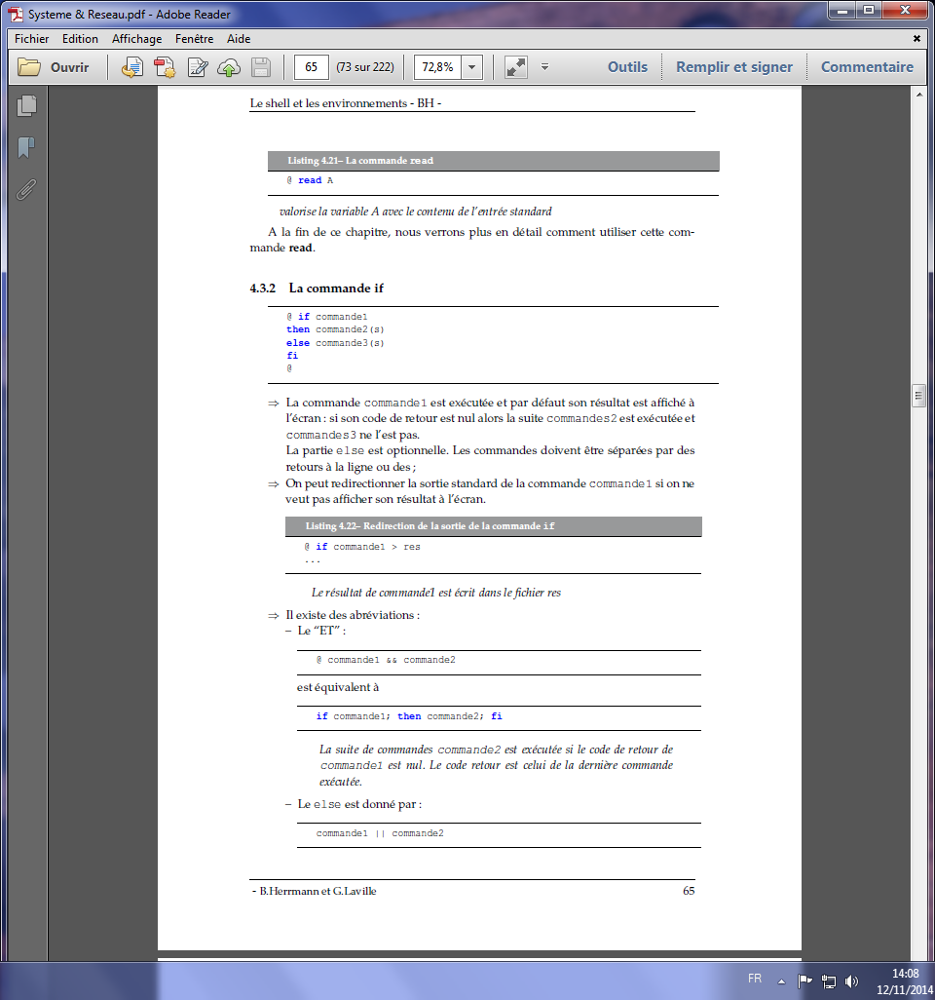 Systeme & Reseau.pdf - Adobe Reader
Fichier Edition Affichage Fenêtre Aide
Ouvrir 65 (73 sur 222) 72,8% Outils Remplir et signer Commentaire
Le shell et les environnements - BH -
Listing 4.21– La commande read
@ read A
valorise la variable A avec le contenu de l'entrée standard
A la fin de ce chapitre, nous verrons plus en détail comment utiliser cette com-
mande read.
4.3.2 La commande if
@ if commande1
then commande2(s)
else commande3(s)
fi
@
⇒ La commande commande1 est exécutée et par défaut son résultat est affiché à
l'écran : si son code de retour est nul alors la suite commandes2 est exécutée et
commandes3 ne l'est pas.
La partie else est optionnelle. Les commandes doivent être séparées par des
retours à la ligne ou des ;
⇒ On peut redirectionner la sortie standard de la commande commande1 si on ne
veut pas afficher son résultat à l'écran.
Listing 4.22– Redirection de la sortie de la commande if
@ if commande1 > res
...
Le résultat de commande1 est écrit dans le fichier res
⇒ Il existe des abréviations :
– Le “ET” :
@ commande1 && commande2
est équivalent à
if commande1; then commande2; fi
La suite de commandes commande2 est exécutée si le code de retour de
commande1 est nul. Le code retour est celui de la dernière commande
exécutée.
– Le else est donné par :
commande1 || commande2
- B.Herrmann et G.Laville 65
FR 14:08
12/11/2014